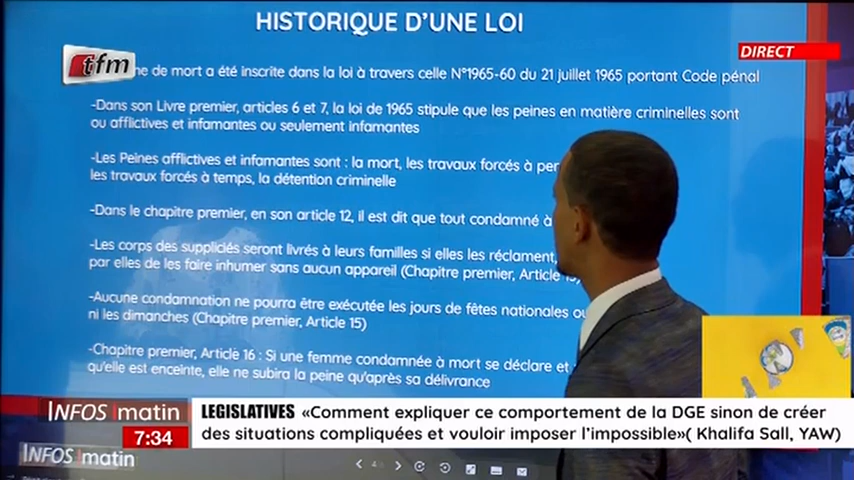 HISTORIQUE D'UNE LOI
tfm
DIRECT
de mort a été inscrite dans la loi à travers celle N°1965-60 du 21 juillet 1965 portant Code pénal
-Dans son Livre premier, articles 6 et 7, la loi de 1965 stipule que les peines en matière criminelles sont
ou afflictives et infamantes ou seulement infamantes
-Les Peines afflictives et infamantes sont : la mort, les travaux forcés à
les travaux forcés à temps, la détention criminelle
-Dans le chapitre premier, en son article 12, il est dit que tout condamné à
-Les corps des suppliciés seront livrés à leurs familles si elles les réclament,
par elles de les faire inhumer sans aucun appareil (Chapitre premier, Article
-Aucune condamnation ne pourra être exécutée les jours de fêtes nationales ou
ni les dimanches (Chapitre premier, Article 15)
-Chapitre premier, Article 16 : Si une femme condamnée à mort se déclare et
qu'elle est enceinte, elle ne subira la peine qu'après sa délivrance
INFOS matin
7:34
LEGISLATIVES «Comment expliquer ce comportement de la DGE sinon de créer
des situations compliquées et vouloir imposer l'impossible»( Khalifa Sall, YAW)
INFOS matin